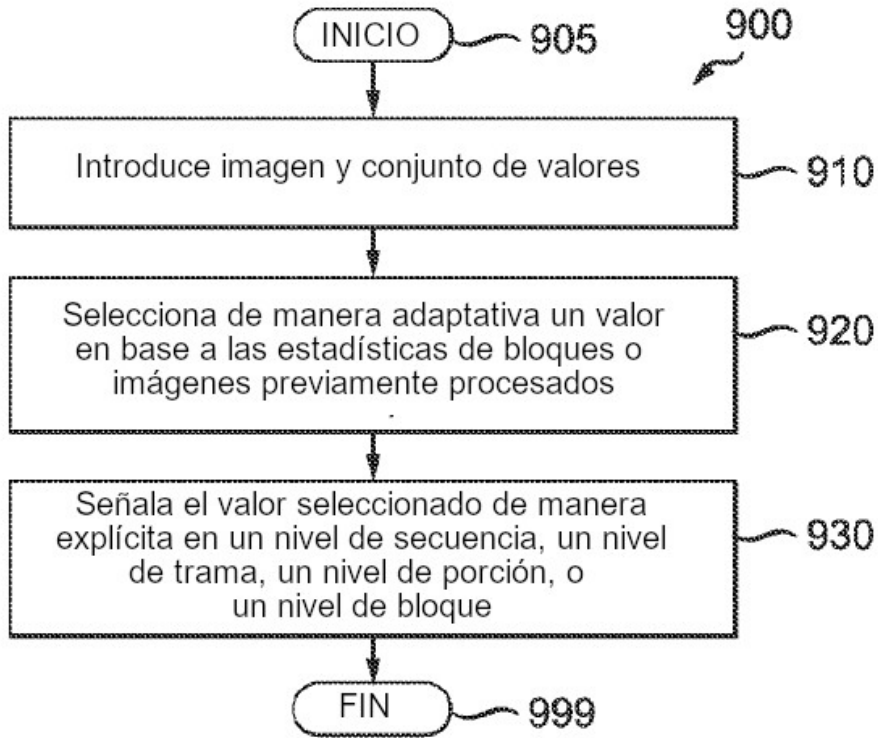 INICIO 905
900
Introduce imagen y conjunto de valores
910
Selecciona de manera adaptativa un valor
en base a las estadísticas de bloques o
imágenes previamente procesados
920
Señala el valor seleccionado de manera
explícita en un nivel de secuencia, un nivel
de trama, un nivel de porción, o
un nivel de bloque
930
FIN 999